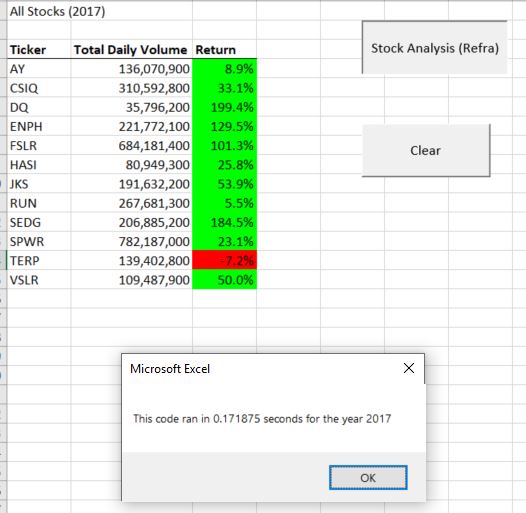 All Stocks (2017)
Stock Analysis (Refra)
Ticker Total Daily Volume Return
AY 136,070,900 8.9%
CSIQ 310,592,800 33.1%
DQ 35,796,200 199.4%
ENPH 221,772,100 129.5%
FSLR 684,181,400 101.3%
Clear
HASI 80,949,300 25.8%
JKS 191,632,200 53.9%
RUN 267,681,300 5.5%
SEDG 206,885,200 184.5%
SPWR 782,187,000 23.1%
TERP 139,402,800 -7.2%
VSLR 109,487,900 50.0%
Microsoft Excel
This code ran in 0.171875 seconds for the year 2017
OK